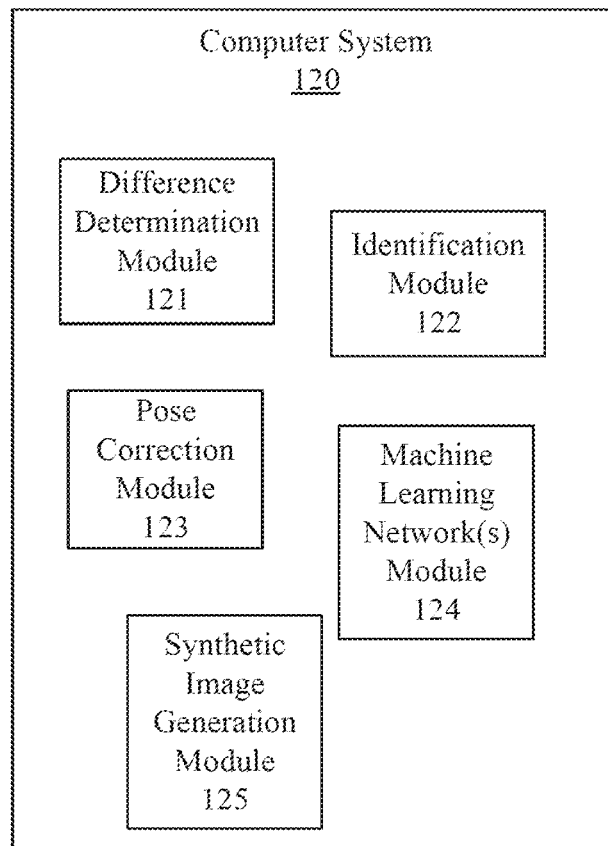 Computer System
120
Difference
Determination
Module
121
Identification
Module
122
Pose
Correction
Module
123
Machine
Learning
Network(s)
Module
124
Synthetic
Image
Generation
Module
125